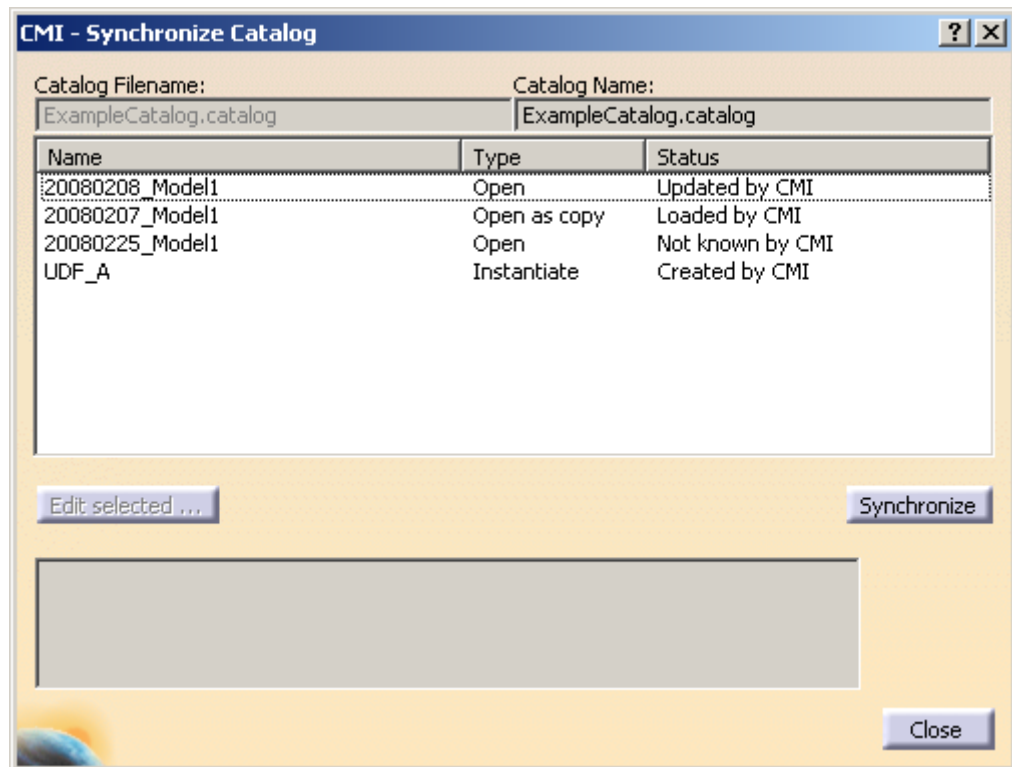 CMI - Synchronize Catalog ?
Catalog Filename: Catalog Name:
ExampleCatalog.catalog ExampleCatalog.catalog
Name Type Status
20080208_Model1 Open Updated by CMI
20080207_Model1 Open as copy Loaded by CMI
20080225_Model1 Open Not known by CMI
UDF_A Instantiate Created by CMI
Edit selected ... Synchronize
Close